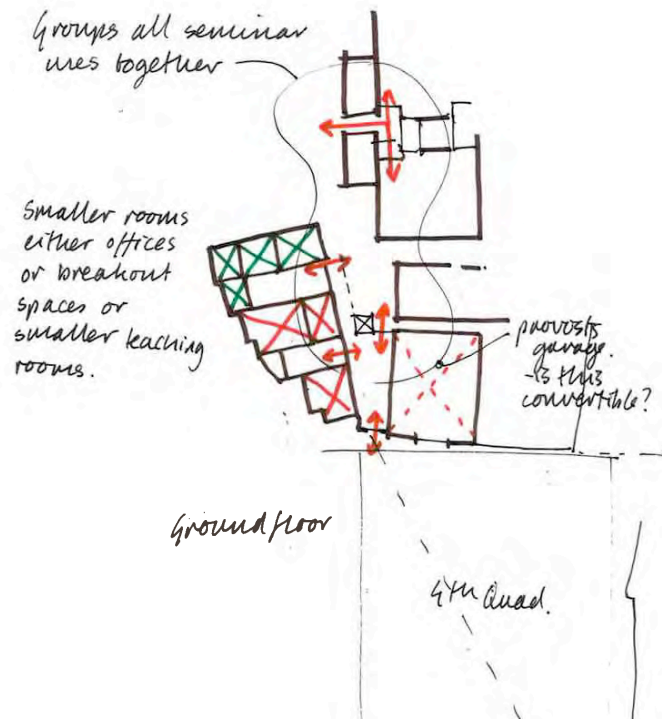 Groups all seminar
uses together
Smaller rooms
either offices
or breakout
spaces or
smaller teaching
rooms.
provosts
garage.
-is this
convertible?
Ground floor
4th Quad.